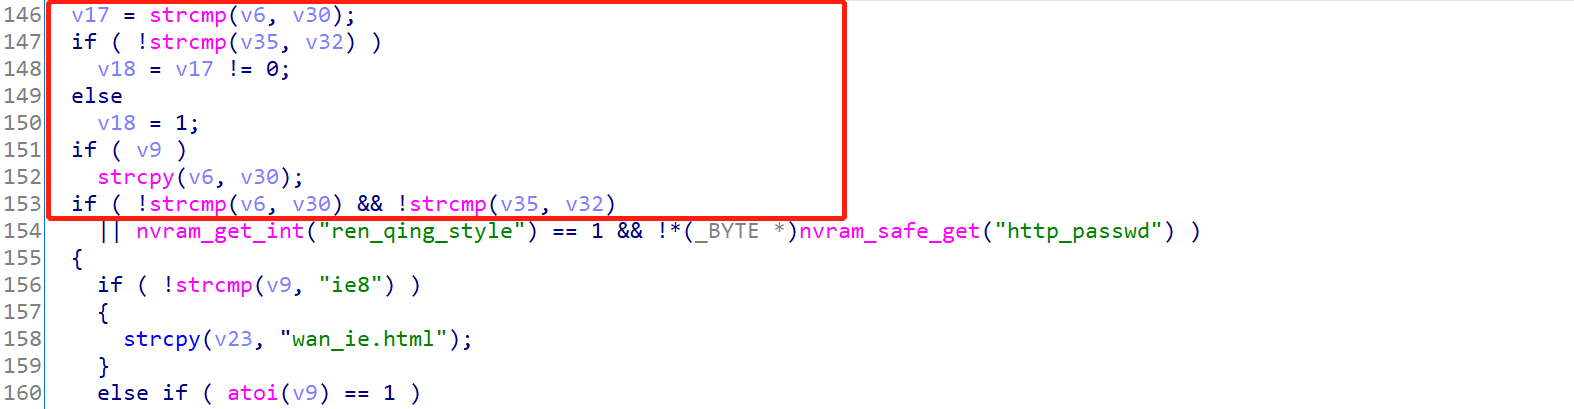 146 v17 = strcmp(v6, v30);
147 if ( !strcmp(v35, v32) )
148 v18 = v17 != 0;
149 else
150 v18 = 1;
151 if ( v9 )
152 strcpy(v6, v30);
153 if ( !strcmp(v6, v30) && !strcmp(v35, v32)
154 || nvram_get_int("ren_qing_style") == 1 && !*(_BYTE *)nvram_safe_get("http_passwd") )
155 {
156 if ( !strcmp(v9, "ie8") )
157 {
158 strcpy(v23, "wan_ie.html");
159 }
160 else if ( atoi(v9) == 1 )